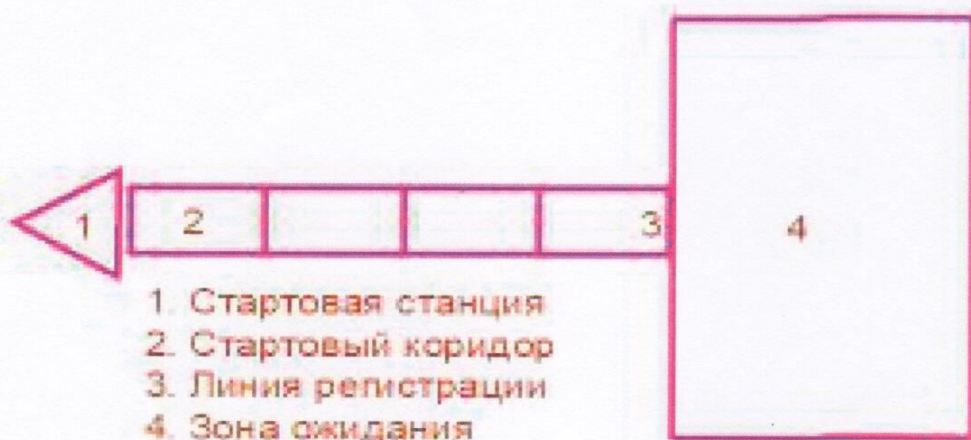 1
2
3
4
1. Стартовая станция
2. Стартовый коридор
3. Линия регистрации
4. Зона ожидания